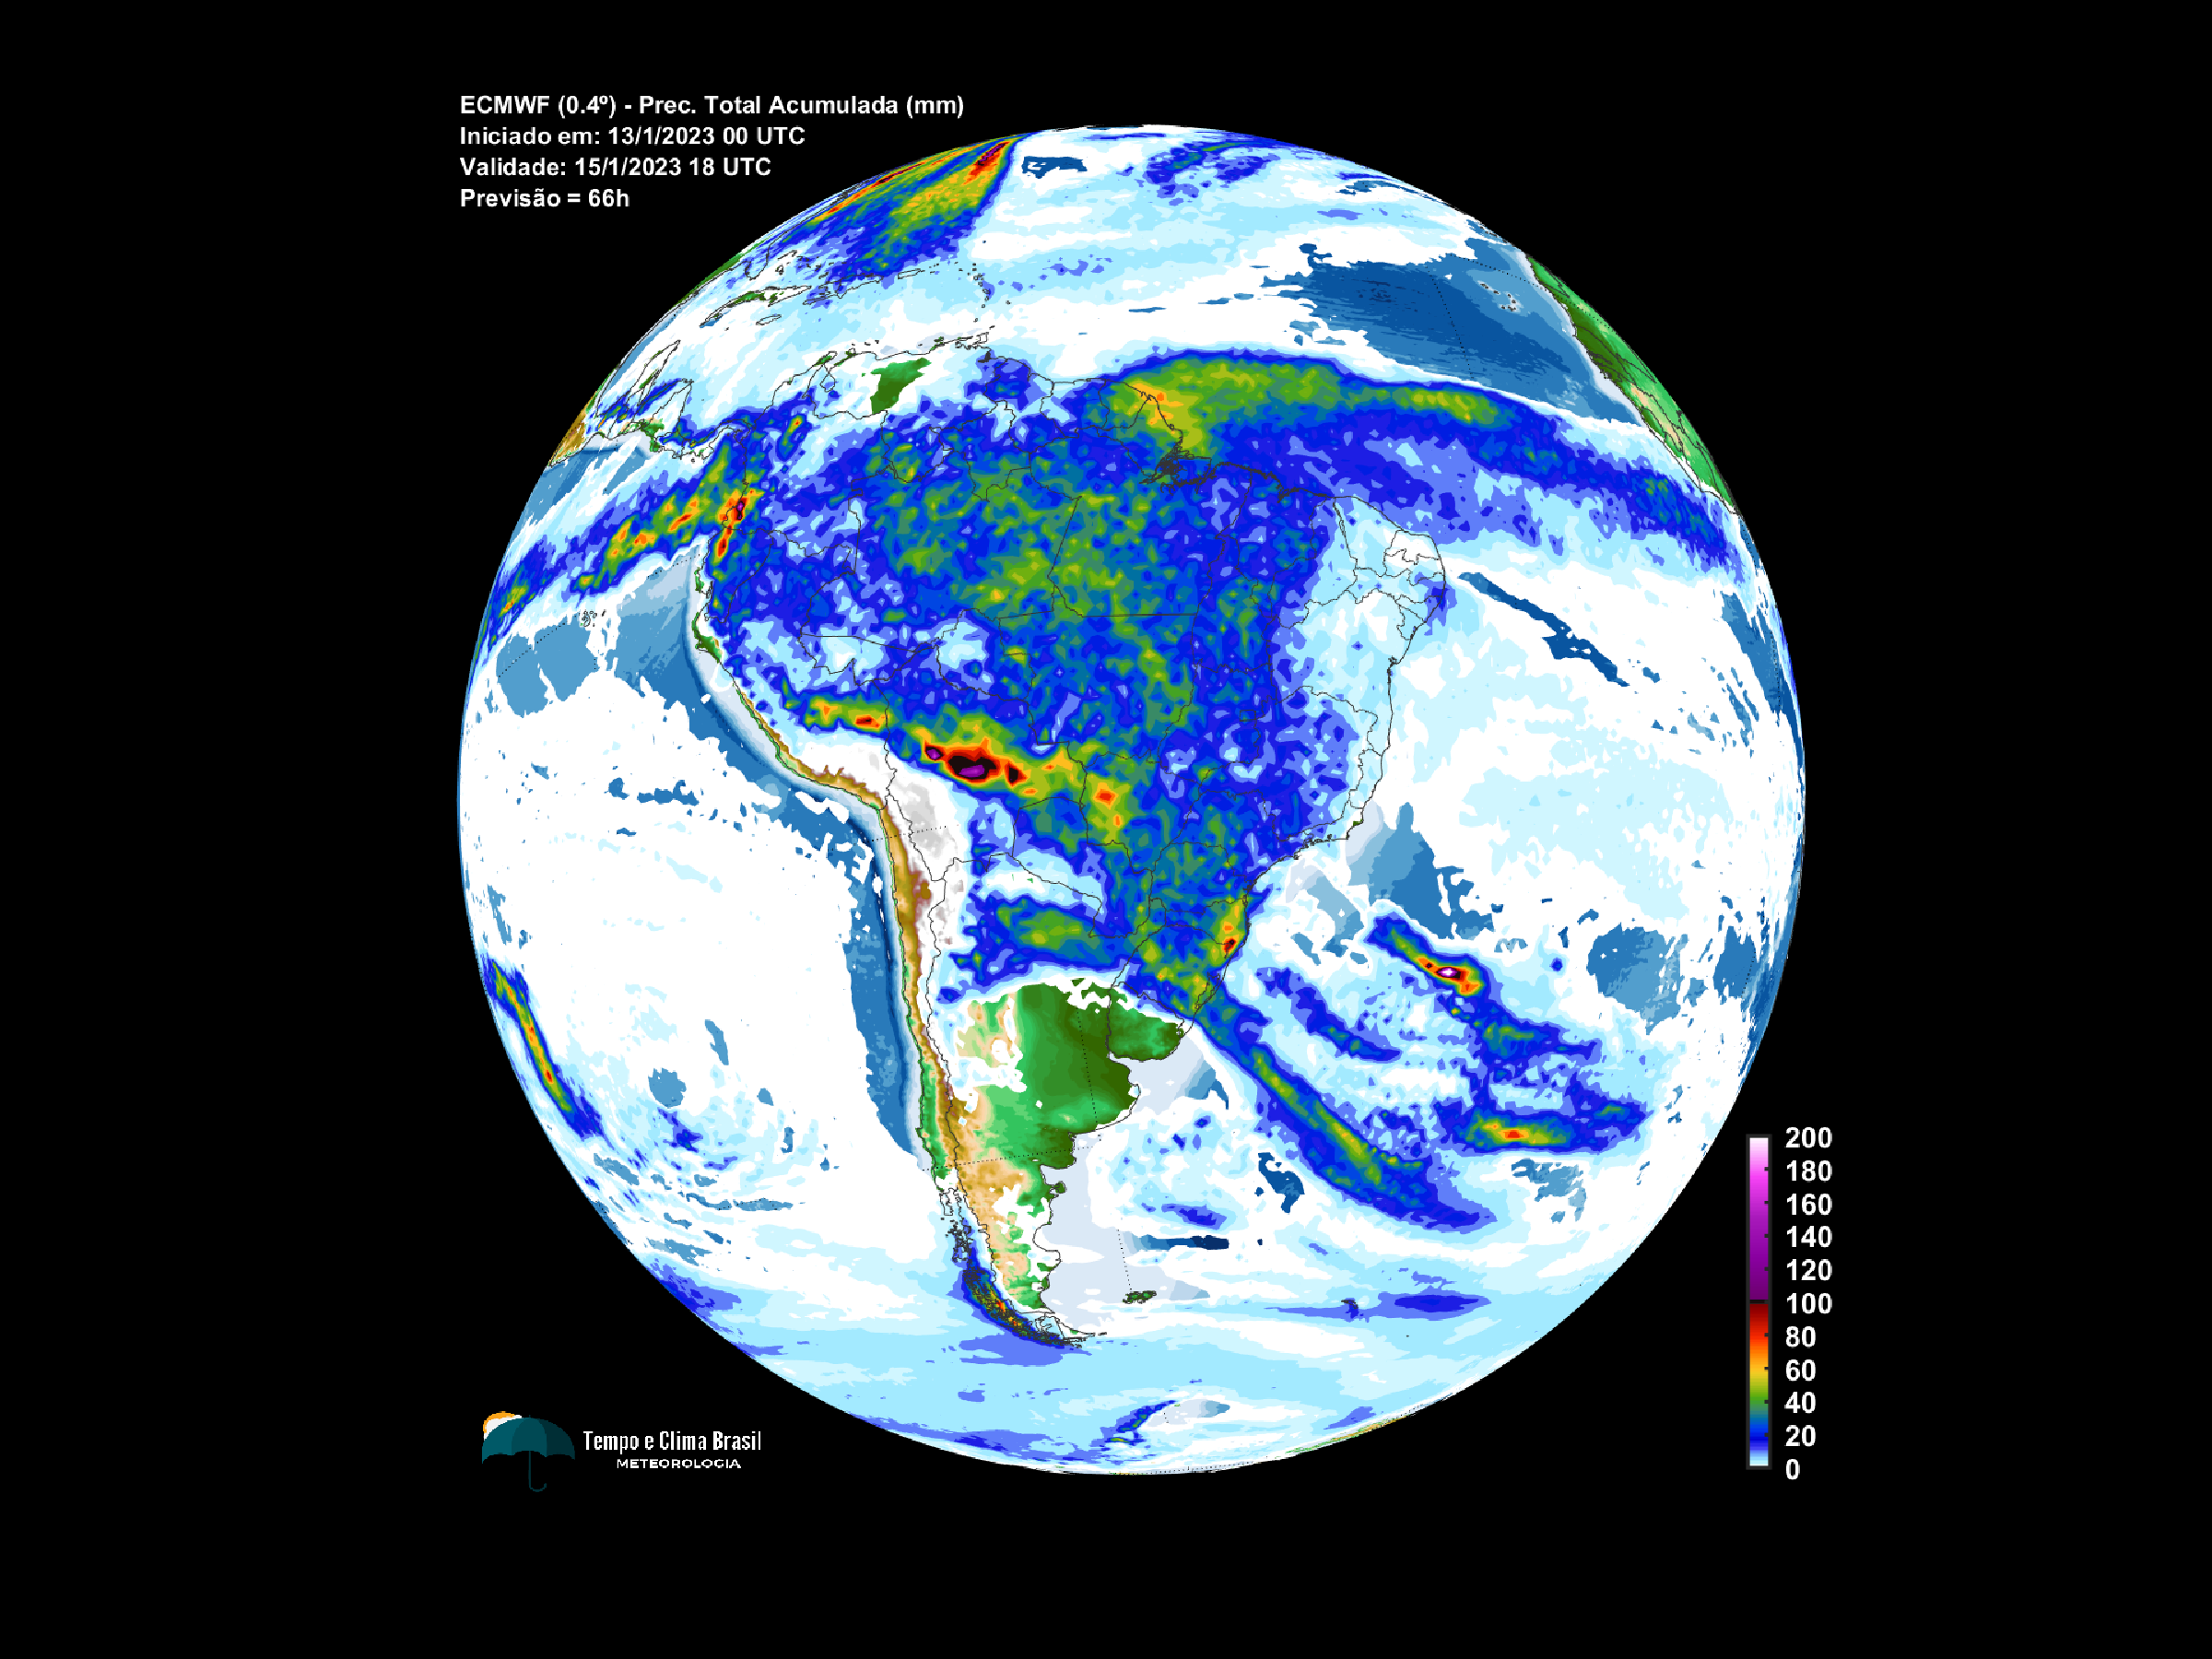 ECMWF (0.4º) - Prec. Total Acumulada (mm)
Iniciado em: 13/1/2023 00 UTC
Validade: 15/1/2023 18 UTC
Previsão = 66h
200
180
160
140
120
100
80
60
40
20
0
Tempo e Clima Brasil
METEOROLOGIA